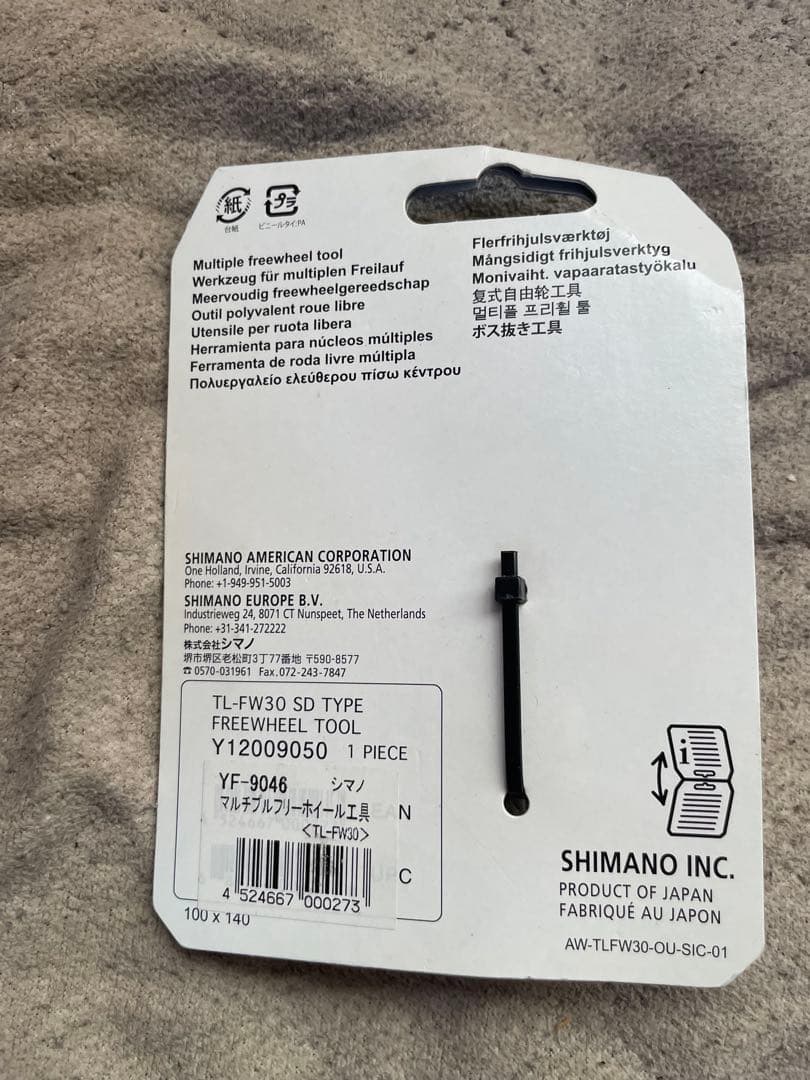 紙
台紙
プラ
ビニールタイ:PA
Multiple freewheel tool
Werkzeug für multiplen Freilauf
Meervoudig freewheelgereedschap
Outil polyvalent roue libre
Utensile per ruota libera
Herramienta para núcleos múltiples
Ferramenta de roda livre múltipla
Πολυεργαλείο ελεύθερου πίσω κέντρου
Flerfrihjulsværktøj
Mångsidigt frihjulsverktyg
Monivaiht. vapaaratastyökalu
复式自由轮工具
멀티플 프리휠 툴
ボス抜き工具
SHIMANO AMERICAN CORPORATION
One Holland, Irvine, California 92618, U.S.A.
Phone: +1-949-951-5003
SHIMANO EUROPE B.V.
Industrieweg 24, 8071 CT Nunspeet, The Netherlands
Phone: +31-341-272222
株式会社シマノ
堺市堺区老松町3丁77番地 〒590-8577
☎ 0570-031961 Fax.072-243-7847
TL-FW30 SD TYPE
FREEWHEEL TOOL
Y12009050 1 PIECE
YF-9046 シマノ
マルチプルフリーホイール工具
<TL-FW30>
N
C
4 524667 000273
100 x 140
i
SHIMANO INC.
PRODUCT OF JAPAN
FABRIQUÉ AU JAPON
AW-TLFW30-OU-SIC-01